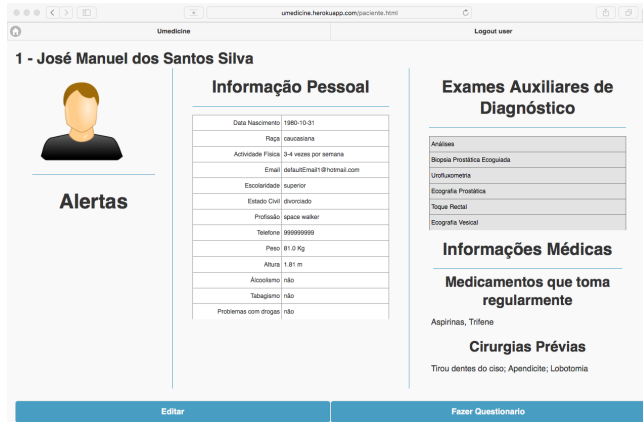 umedicine.herokuapp.com/paciente.html
Umedicine
Logout user
1 - José Manuel dos Santos Silva
Alertas
Informação Pessoal
Data Nascimento 1980-10-31
Raça caucasiana
Actividade Física 3-4 vezes por semana
Email defaultEmail1@hotmail.com
Escolaridade superior
Estado Civil divorciado
Profissão space walker
Telefone 999999999
Peso 81.0 Kg
Altura 1.81 m
Álcoolismo não
Tabagismo não
Problemas com drogas não
Exames Auxiliares de
Diagnóstico
Análises
Biopsia Prostática Ecoguiada
Urofluxometria
Ecografia Prostática
Toque Rectal
Ecografia Vesical
Informações Médicas
Medicamentos que toma
regularmente
Aspirinas, Trifene
Cirurgias Prévias
Tirou dentes do ciso; Apendicite; Lobotomia
Editar
Fazer Questionario